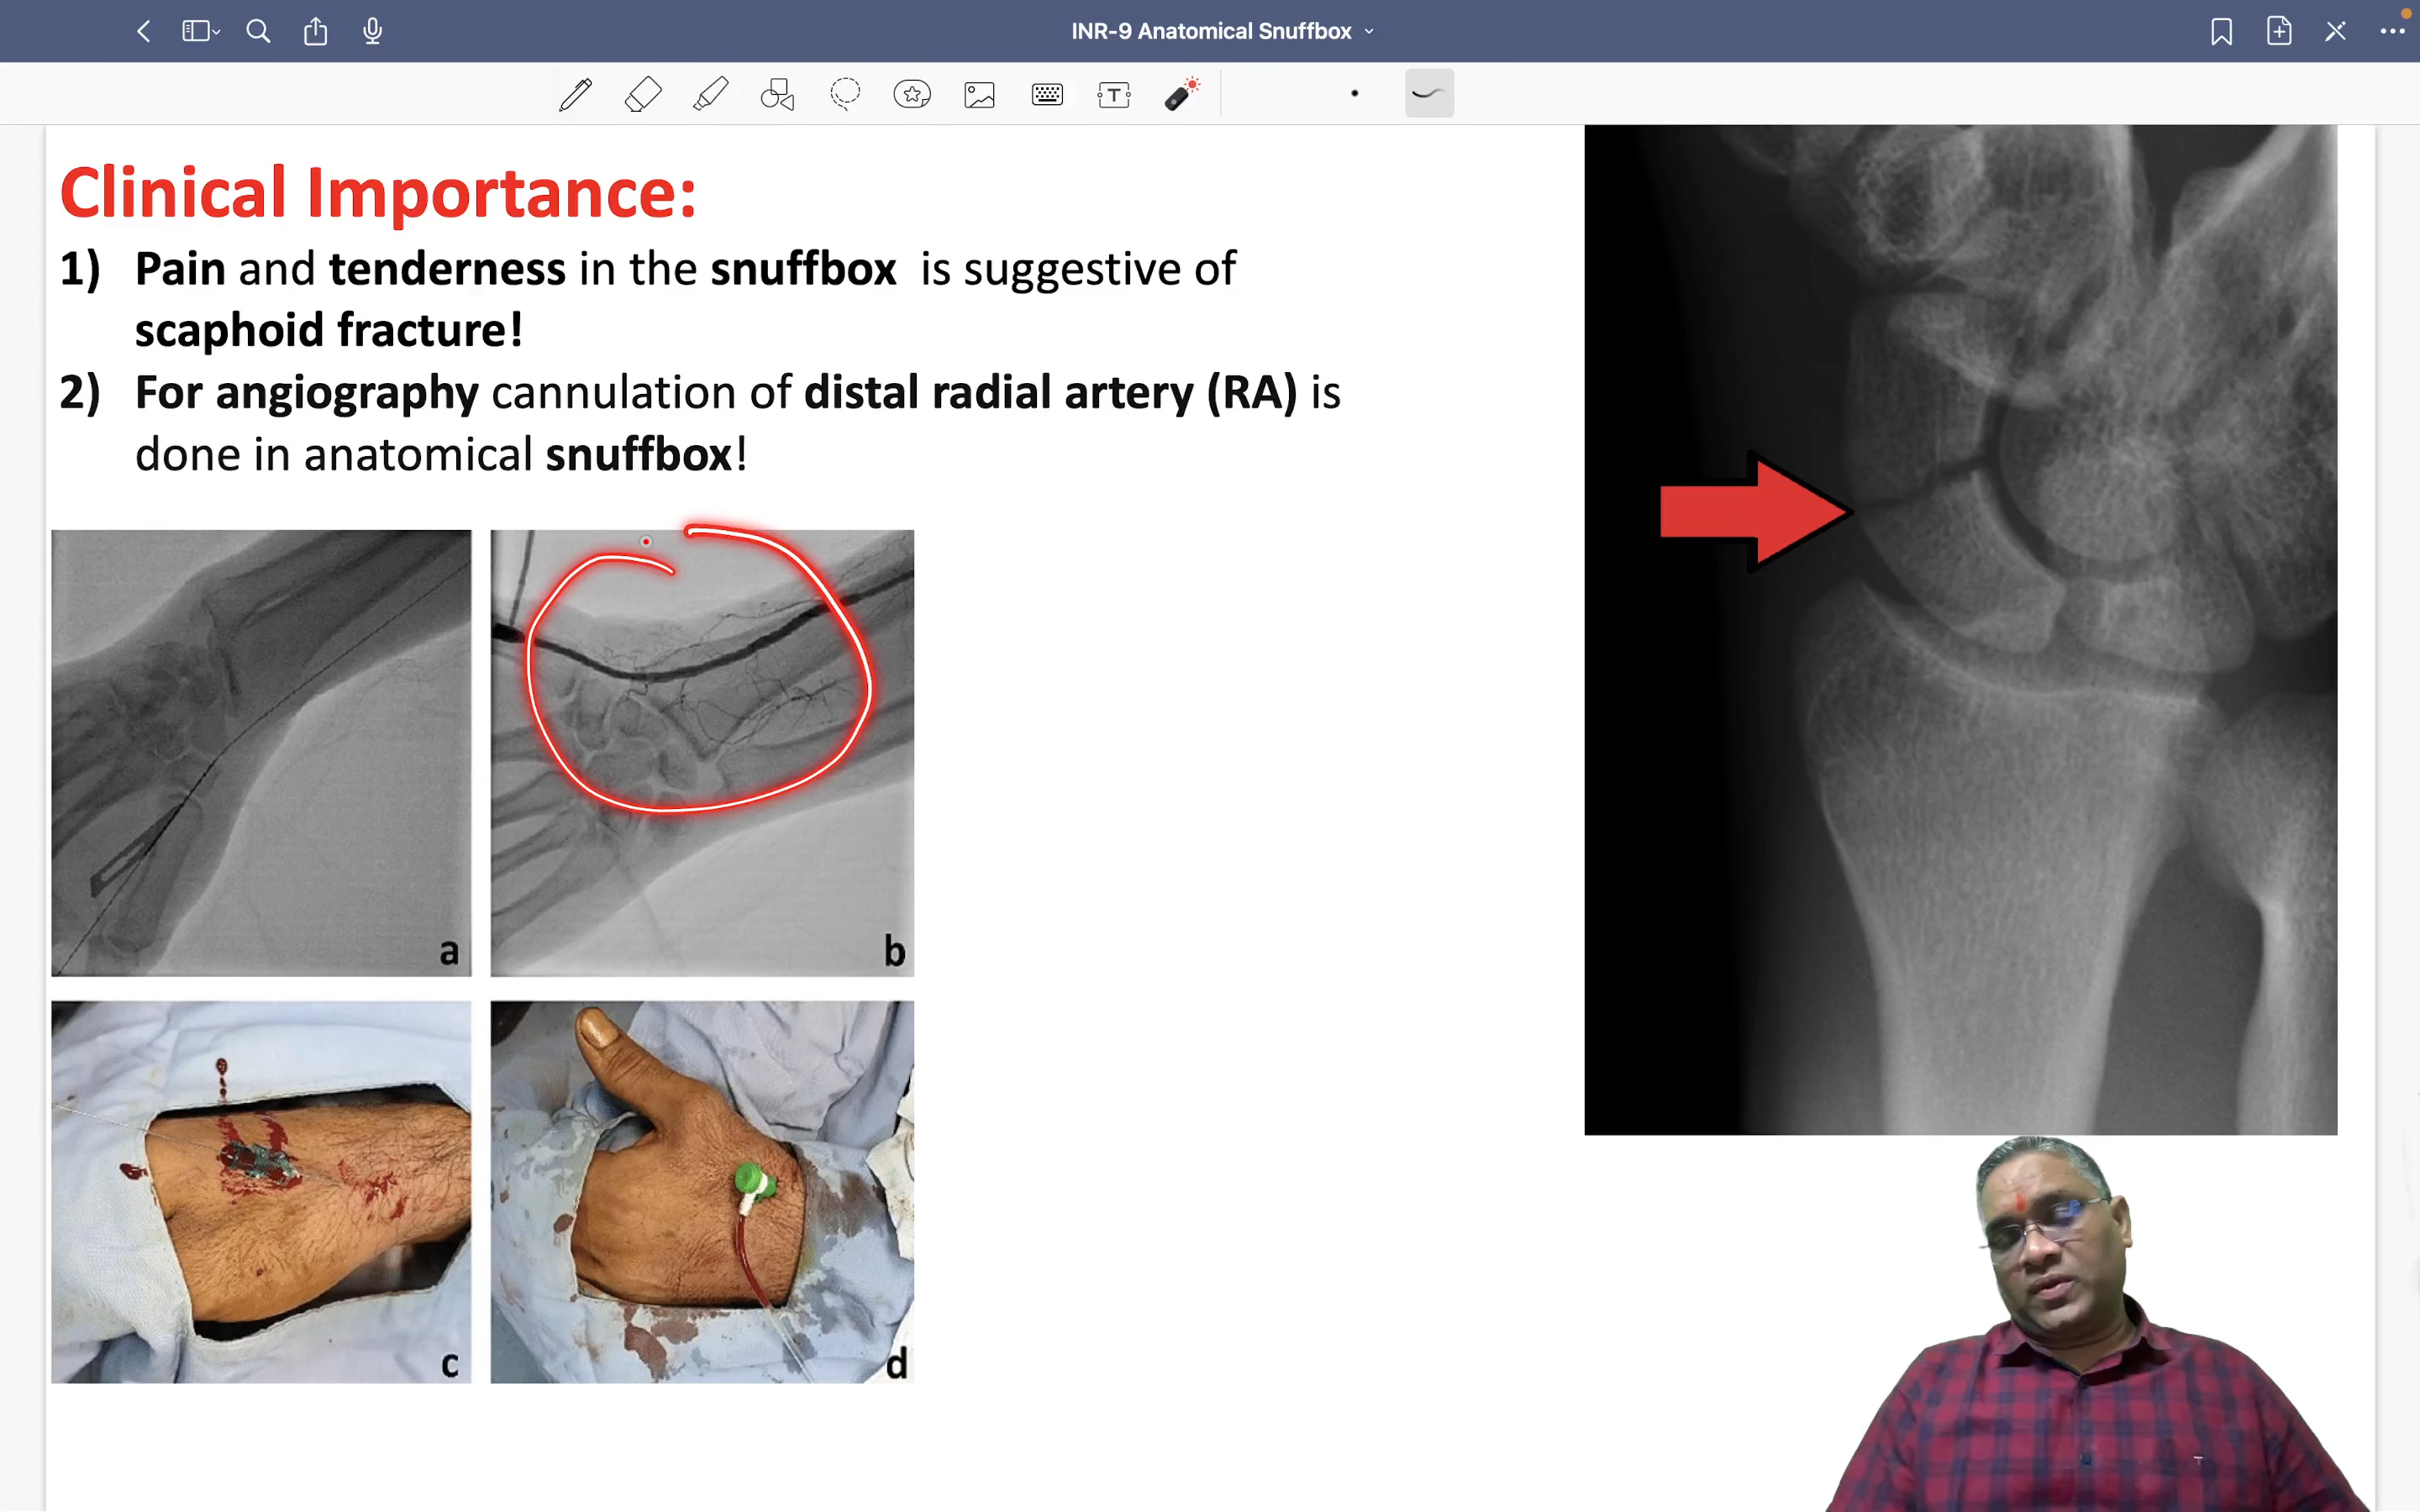 INR-9 Anatomical Snuffbox
T
Clinical Importance:
1) Pain and tenderness in the snuffbox is suggestive of
scaphoid fracture!
2) For angiography cannulation of distal radial artery (RA) is
done in anatomical snuffbox!
a
b
c
d